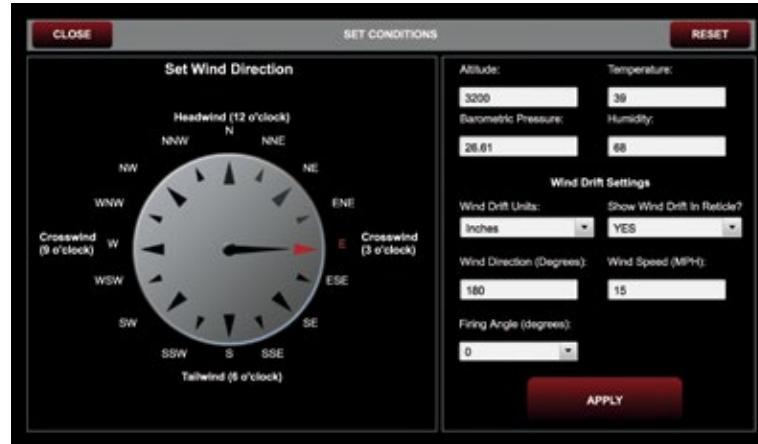 CLOSE
SET CONDITIONS
RESET
Set Wind Direction
Headwind (12 o'clock)
N
NNW
NNE
NW
NE
WNW
ENE
Crosswind
(9 o'clock)
W
E
Crosswind
(3 o'clock)
WSW
ESE
SW
SE
SSW
S
SSE
Tailwind (6 o'clock)
Altitude:
Temperature:
3200
39
Barometric Pressure:
Humidity:
26.61
68
Wind Drift Settings
Wind Drift Units:
Show Wind Drift In Reticle?
Inches
YES
Wind Direction (Degrees):
Wind Speed (MPH):
180
15
Firing Angle (degrees):
0
APPLY